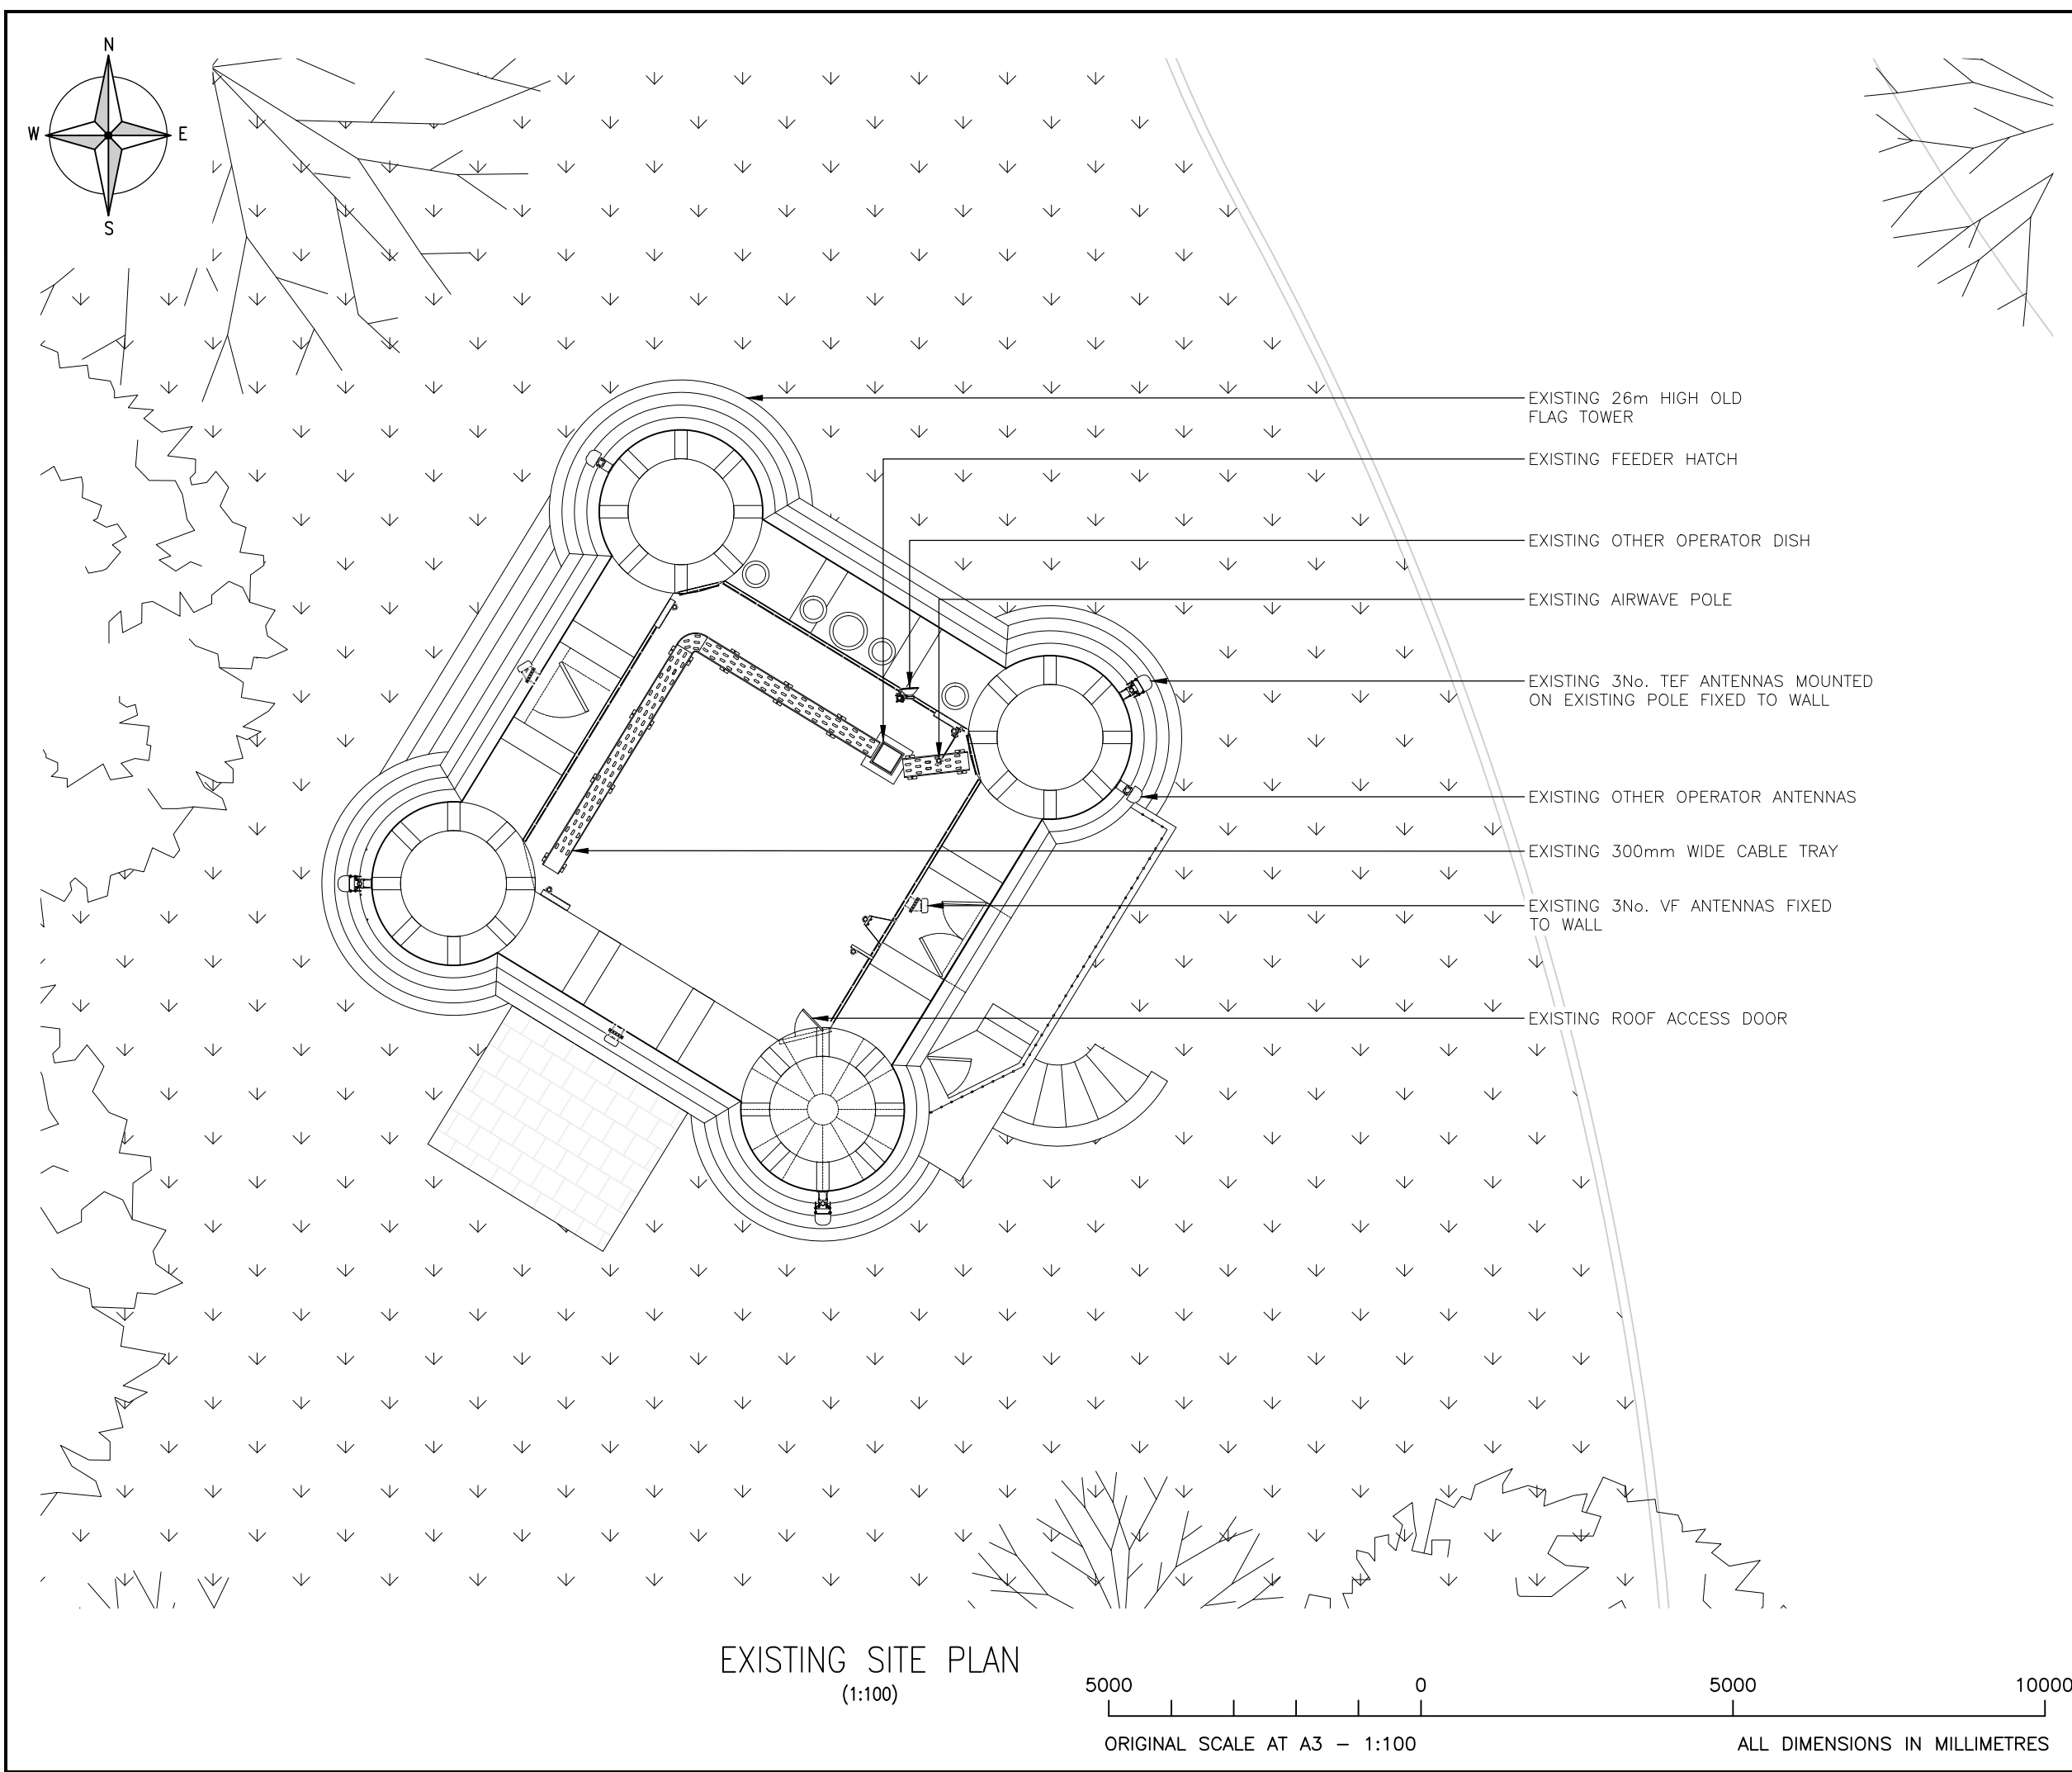 N
W E
S
EXISTING 26m HIGH OLD
FLAG TOWER
EXISTING FEEDER HATCH
EXISTING OTHER OPERATOR DISH
EXISTING AIRWAVE POLE
EXISTING 3No. TEF ANTENNAS MOUNTED
ON EXISTING POLE FIXED TO WALL
EXISTING OTHER OPERATOR ANTENNAS
EXISTING 300mm WIDE CABLE TRAY
EXISTING 3No. VF ANTENNAS FIXED
TO WALL
EXISTING ROOF ACCESS DOOR
EXISTING SITE PLAN
(1:100)
5000 0 5000 10000
ORIGINAL SCALE AT A3 – 1:100 ALL DIMENSIONS IN MILLIMETRES